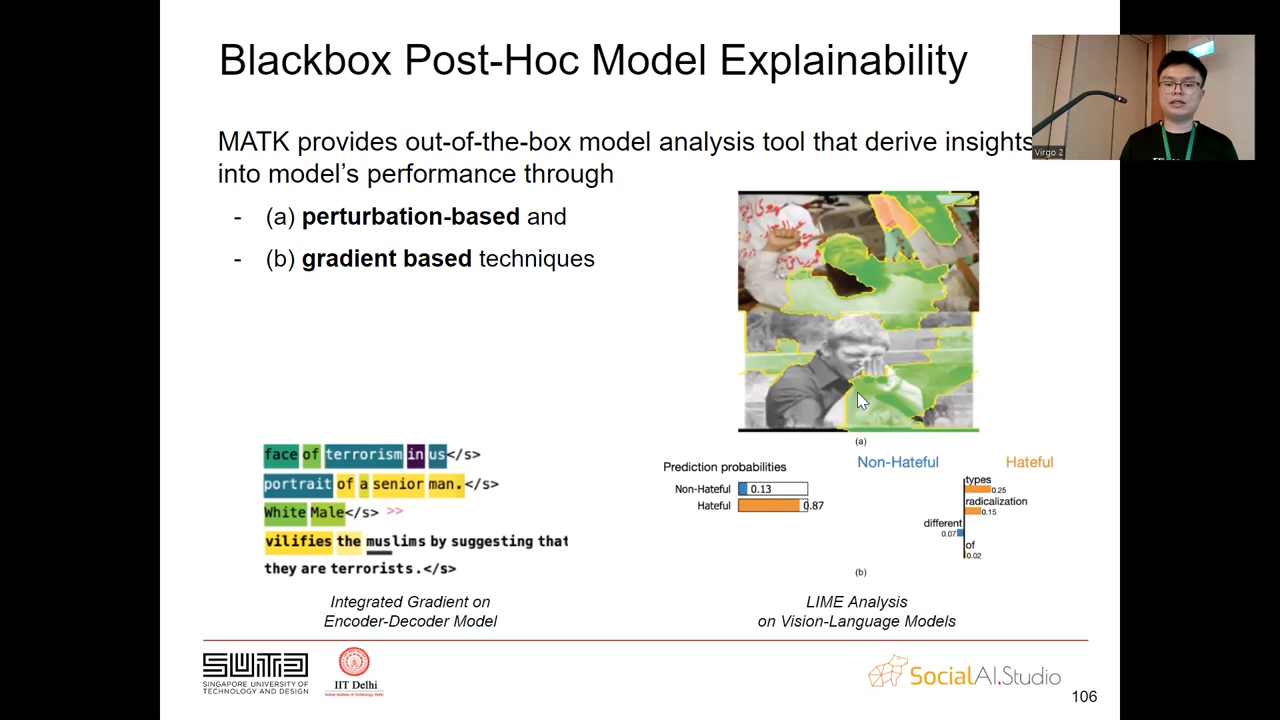 Blackbox Post-Hoc Model Explainability
MATK provides out-of-the-box model analysis tool that derive insights
into model's performance through
- (a) perturbation-based and
- (b) gradient based techniques
Virgo 2
(a)
face of terrorism in us</s>
portrait of a senior man.</s>
White Male</s> >>
vilifies the muslims by suggesting that
they are terrorists.</s>
Integrated Gradient on
Encoder-Decoder Model
Prediction probabilities
Non-Hateful 0.13
Hateful 0.87
Non-Hateful Hateful
types
0.25
radicalization
0.15
different
0.07
of
0.02
(b)
LIME Analysis
on Vision-Language Models
SUTD
SINGAPORE UNIVERSITY OF
TECHNOLOGY AND DESIGN
IIT Delhi
SocialAI.Studio
106